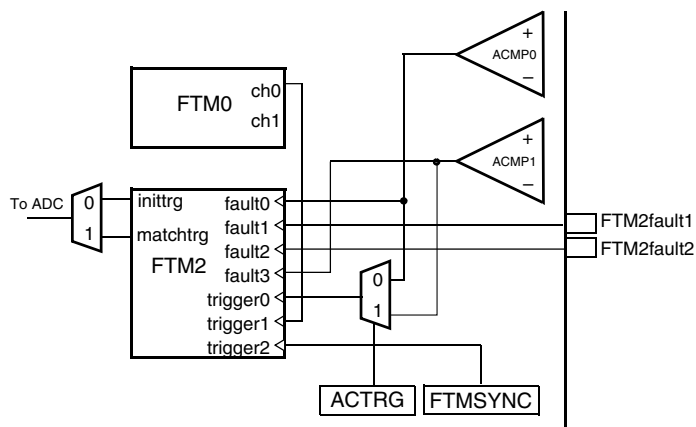 +
ACMP0
−
FTM0
ch0
ch1
+
ACMP1
−
To ADC
0
1
inittrg
matchtrg
FTM2
fault0
fault1
fault2
fault3
trigger0
trigger1
trigger2
0
1
FTM2fault1
FTM2fault2
ACTRG
FTMSYNC